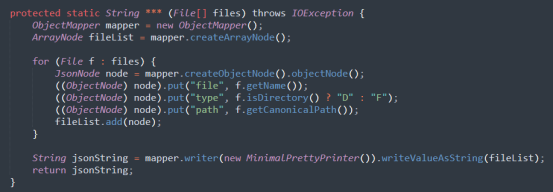 protected static String *** (File[] files) throws IOException {
    ObjectMapper mapper = new ObjectMapper();
    ArrayNode fileList = mapper.createArrayNode();

    for (File f : files) {
        JsonNode node = mapper.createObjectNode().objectNode();
        ((ObjectNode) node).put("file", f.getName());
        ((ObjectNode) node).put("type", f.isDirectory() ? "D" : "F");
        ((ObjectNode) node).put("path", f.getCanonicalPath());
        fileList.add(node);
    }

    String jsonString = mapper.writer(new MinimalPrettyPrinter()).writeValueAsString(fileList);
    return jsonString;
}